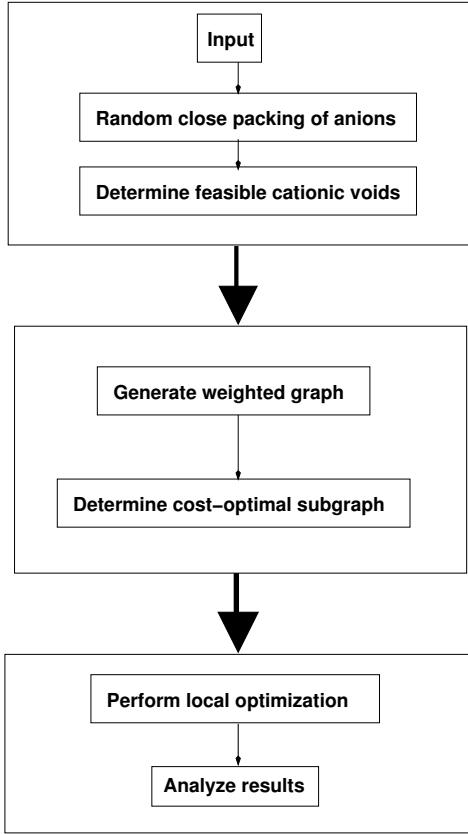 Input
Random close packing of anions
Determine feasible cationic voids
Generate weighted graph
Determine cost−optimal subgraph
Perform local optimization
Analyze results